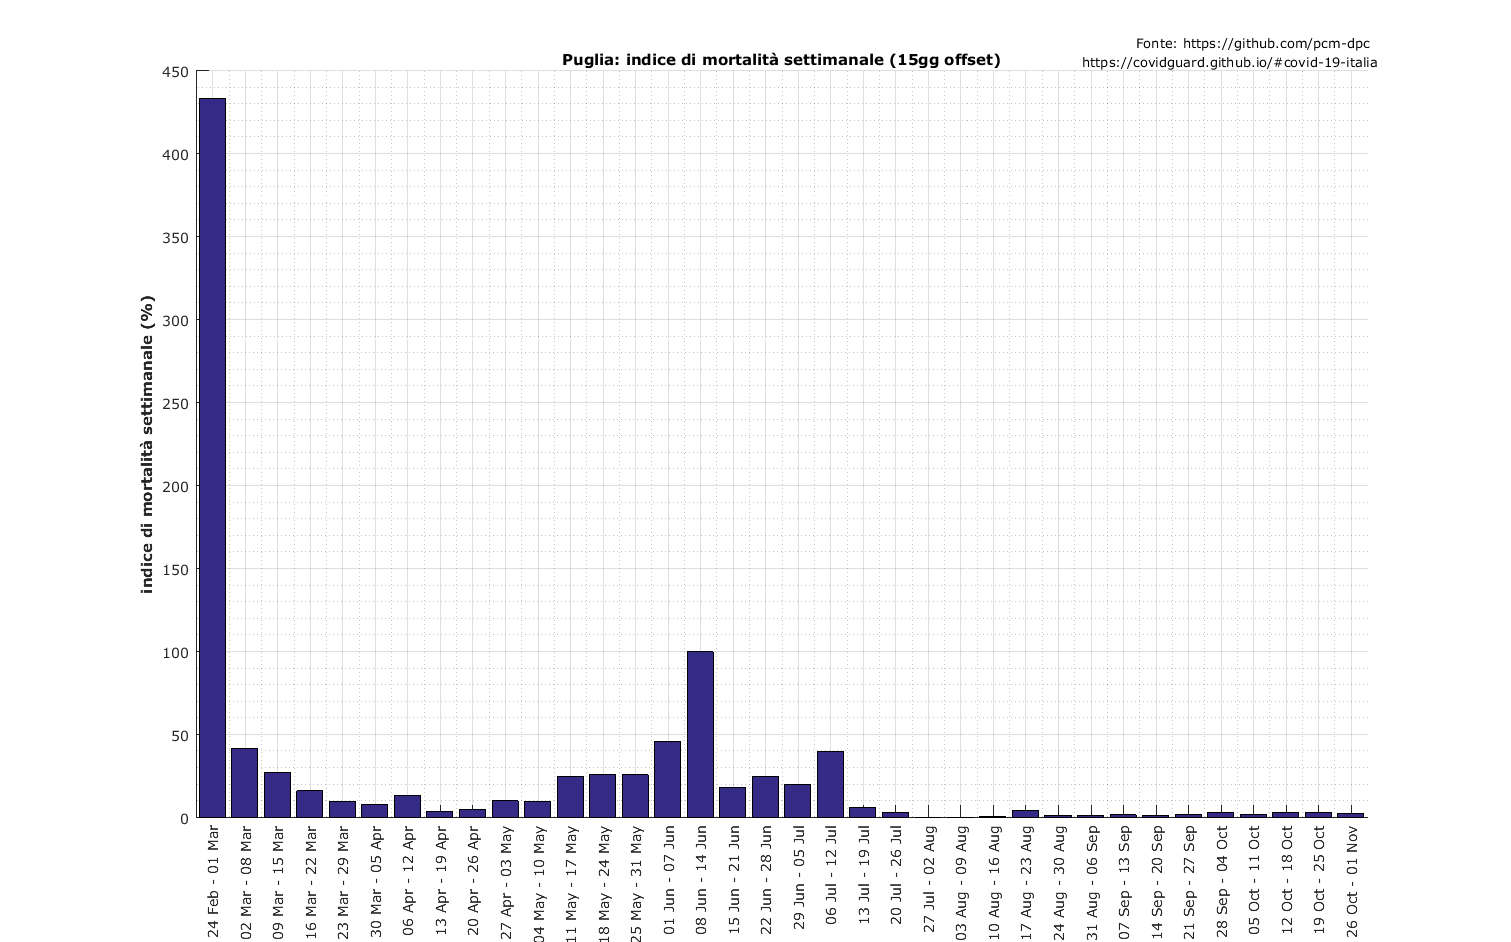 Fonte: https://github.com/pcm-dpc
https://covidguard.github.io/#covid-19-italia
Puglia: indice di mortalità settimanale (15gg offset)
indice di mortalità settimanale (%)
450
400
350
300
250
200
150
100
50
0
24 Feb - 01 Mar
02 Mar - 08 Mar
09 Mar - 15 Mar
16 Mar - 22 Mar
23 Mar - 29 Mar
30 Mar - 05 Apr
06 Apr - 12 Apr
13 Apr - 19 Apr
20 Apr - 26 Apr
27 Apr - 03 May
04 May - 10 May
11 May - 17 May
18 May - 24 May
25 May - 31 May
01 Jun - 07 Jun
08 Jun - 14 Jun
15 Jun - 21 Jun
22 Jun - 28 Jun
29 Jun - 05 Jul
06 Jul - 12 Jul
13 Jul - 19 Jul
20 Jul - 26 Jul
27 Jul - 02 Aug
03 Aug - 09 Aug
10 Aug - 16 Aug
17 Aug - 23 Aug
24 Aug - 30 Aug
31 Aug - 06 Sep
07 Sep - 13 Sep
14 Sep - 20 Sep
21 Sep - 27 Sep
28 Sep - 04 Oct
05 Oct - 11 Oct
12 Oct - 18 Oct
19 Oct - 25 Oct
26 Oct - 01 Nov